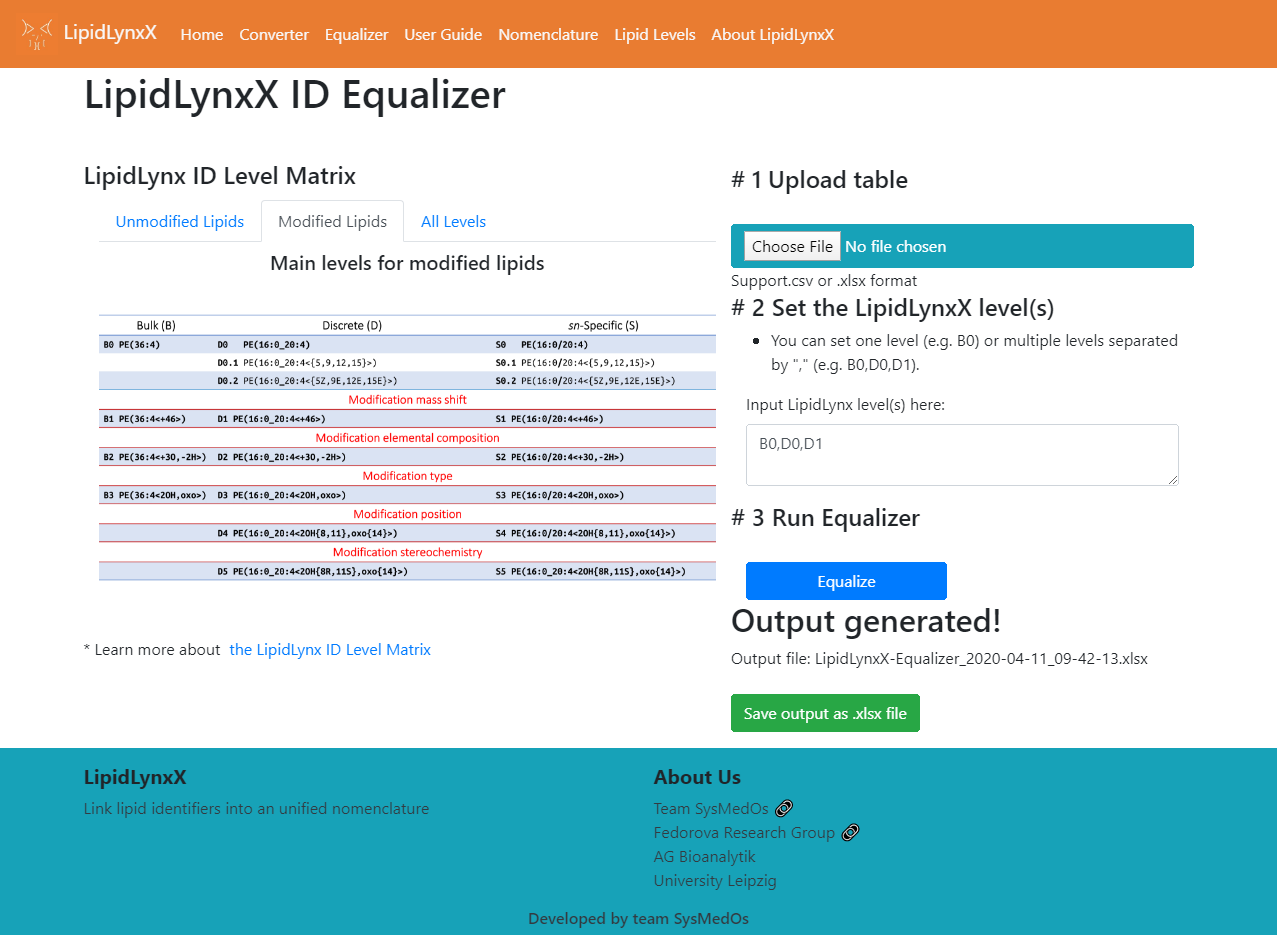 LipidLynxX Home Converter Equalizer User Guide Nomenclature Lipid Levels About LipidLynxX
LipidLynxX ID Equalizer
LipidLynx ID Level Matrix
Unmodified Lipids Modified Lipids All Levels
Main levels for modified lipids
Bulk (B) Discrete (D) sn-Specific (S)
B0 PE(36:4) D0 PE(16:0_20:4) S0 PE(16:0/20:4)
D0.1 PE(16:0_20:4<{5,9,12,15}>) S0.1 PE(16:0/20:4<{5,9,12,15}>)
D0.2 PE(16:0_20:4<{5Z,9E,12E,15E}>) S0.2 PE(16:0/20:4<{5Z,9E,12E,15E}>)
Modification mass shift
B1 PE(36:4<+46>) D1 PE(16:0_20:4<+46>) S1 PE(16:0/20:4<+46>)
Modification elemental composition
B2 PE(36:4<+3O,-2H>) D2 PE(16:0_20:4<+3O,-2H>) S2 PE(16:0/20:4<+3O,-2H>)
Modification type
B3 PE(36:4<2OH,oxo>) D3 PE(16:0_20:4<2OH,oxo>) S3 PE(16:0/20:4<2OH,oxo>)
Modification position
D4 PE(16:0_20:4<2OH{8,11},oxo{14}>) S4 PE(16:0/20:4<2OH{8,11},oxo{14}>)
Modification stereochemistry
D5 PE(16:0_20:4<2OH{8R,11S},oxo{14}>) S5 PE(16:0_20:4<2OH{8R,11S},oxo{14}>)
* Learn more about the LipidLynx ID Level Matrix
# 1 Upload table
Choose File No file chosen
Support.csv or .xlsx format
# 2 Set the LipidLynxX level(s)
• You can set one level (e.g. B0) or multiple levels separated
by "," (e.g. B0,D0,D1).
Input LipidLynx level(s) here:
B0,D0,D1
# 3 Run Equalizer
Equalize
Output generated!
Output file: LipidLynxX-Equalizer_2020-04-11_09-42-13.xlsx
Save output as .xlsx file
LipidLynxX
Link lipid identifiers into an unified nomenclature
About Us
Team SysMedOs
Fedorova Research Group
AG Bioanalytik
University Leipzig
Developed by team SysMedOs